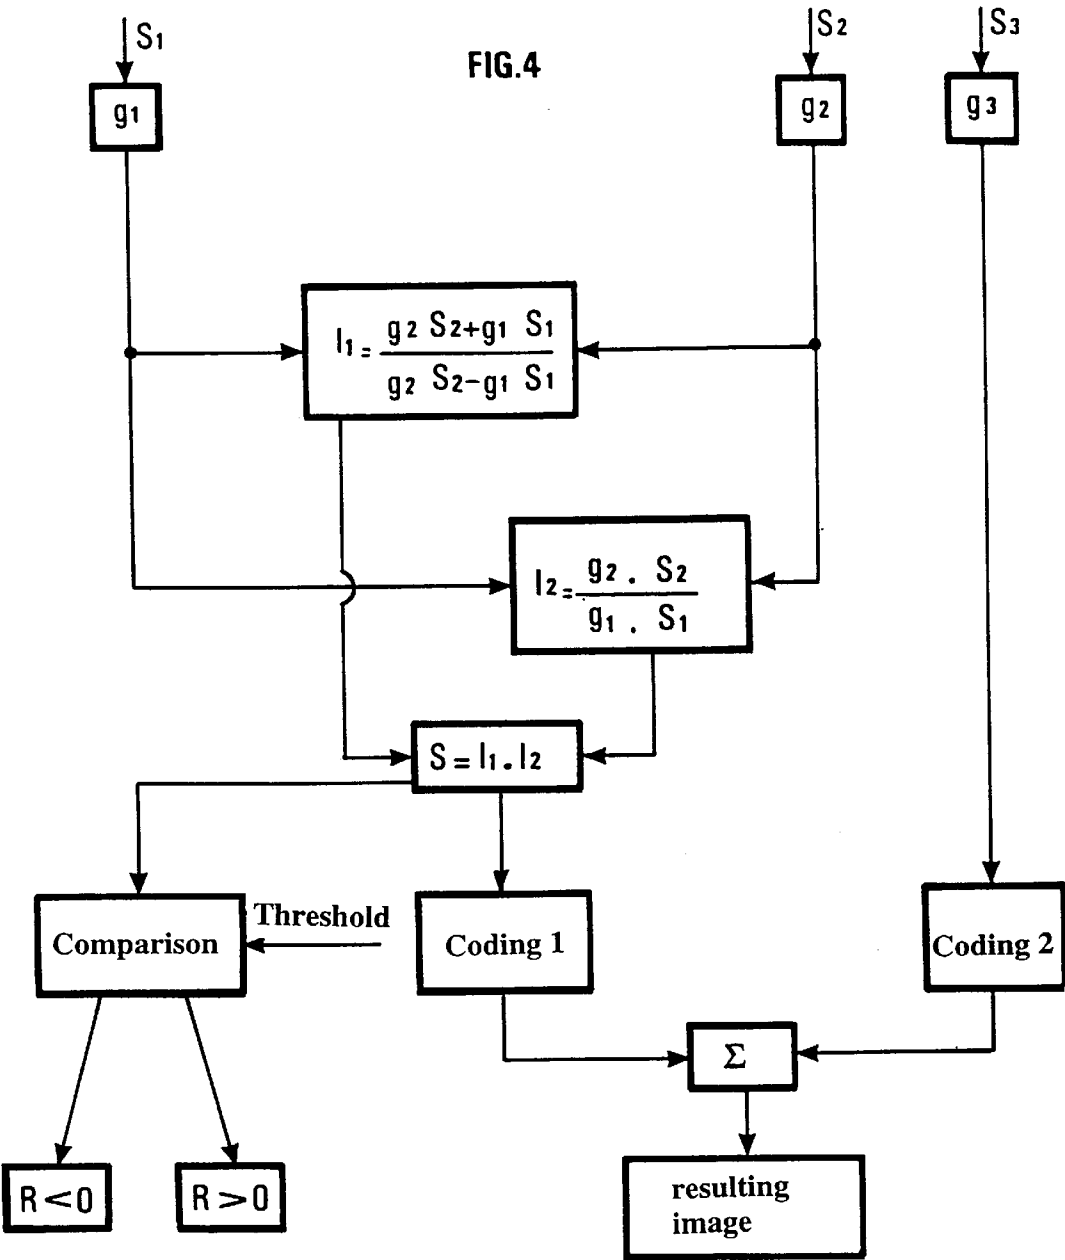 S1
S2
S3
FIG.4
g1
g2
g3
I1 = g2 S2+g1 S1
g2 S2-g1 S1
I2 = g2 . S2
g1 . S1
S = I1 . I2
Threshold
Comparison
Coding 1
Coding 2
Σ
R < 0
R > 0
resulting
image